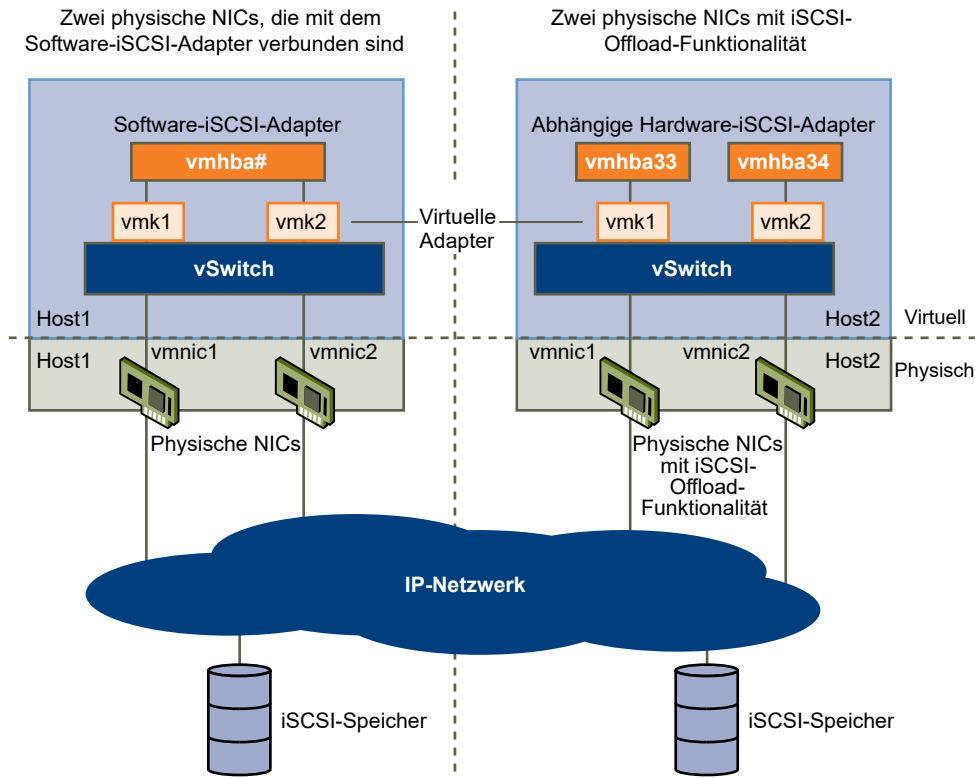 Zwei physische NICs, die mit dem
Software-iSCSI-Adapter verbunden sind
Zwei physische NICs mit iSCSI-
Offload-Funktionalität
Software-iSCSI-Adapter
vmhba#
vmk1
vmk2
vSwitch
Host1
Virtuelle
Adapter
Abhängige Hardware-iSCSI-Adapter
vmhba33
vmhba34
vmk1
vmk2
vSwitch
Host2
Virtuell
Host1
vmnic1
vmnic2
Physische NICs
vmnic1
vmnic2
Host2
Physisch
Physische NICs
mit iSCSI-
Offload-
Funktionalität
IP-Netzwerk
iSCSI-Speicher
iSCSI-Speicher